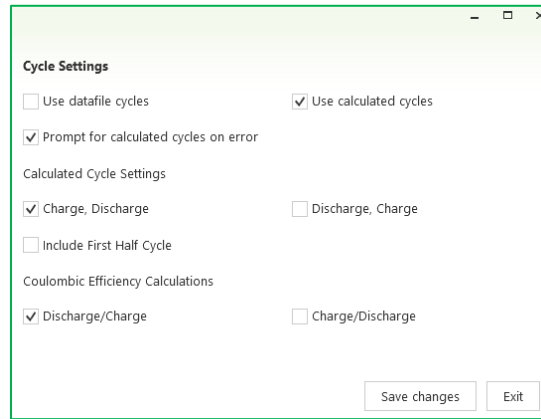 Cycle Settings
Use datafile cycles
Use calculated cycles
Prompt for calculated cycles on error
Calculated Cycle Settings
Charge, Discharge
Discharge, Charge
Include First Half Cycle
Coulombic Efficiency Calculations
Discharge/Charge
Charge/Discharge
Save changes
Exit